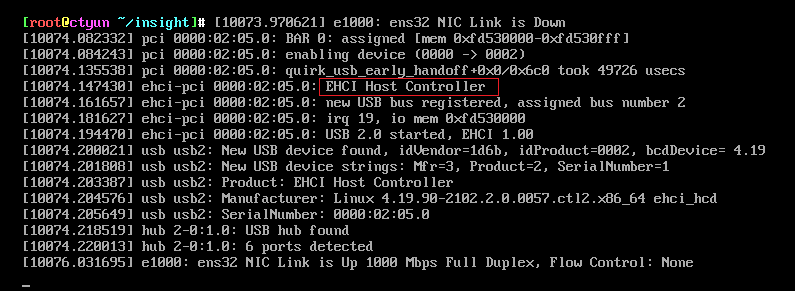 [root@ctyun ~/insight]# [10073.970621] e1000: ens32 NIC Link is Down
[10074.082332] pci 0000:02:05.0: BAR 0: assigned [mem 0xfd530000-0xfd530fff]
[10074.084243] pci 0000:02:05.0: enabling device (0000 -> 0002)
[10074.135538] pci 0000:02:05.0: quirk_usb_early_handoff+0x0/0x6c0 took 49726 usecs
[10074.147430] ehci-pci 0000:02:05.0: EHCI Host Controller
[10074.161657] ehci-pci 0000:02:05.0: new USB bus registered, assigned bus number 2
[10074.181627] ehci-pci 0000:02:05.0: irq 19, io mem 0xfd530000
[10074.194470] ehci-pci 0000:02:05.0: USB 2.0 started, EHCI 1.00
[10074.200021] usb usb2: New USB device found, idVendor=1d6b, idProduct=0002, bcdDevice= 4.19
[10074.201808] usb usb2: New USB device strings: Mfr=3, Product=2, SerialNumber=1
[10074.203387] usb usb2: Product: EHCI Host Controller
[10074.204576] usb usb2: Manufacturer: Linux 4.19.90-2102.2.0.0057.ctl2.x86_64 ehci_hcd
[10074.205649] usb usb2: SerialNumber: 0000:02:05.0
[10074.218519] hub 2-0:1.0: USB hub found
[10074.220013] hub 2-0:1.0: 6 ports detected
[10076.031695] e1000: ens32 NIC Link is Up 1000 Mbps Full Duplex, Flow Control: None